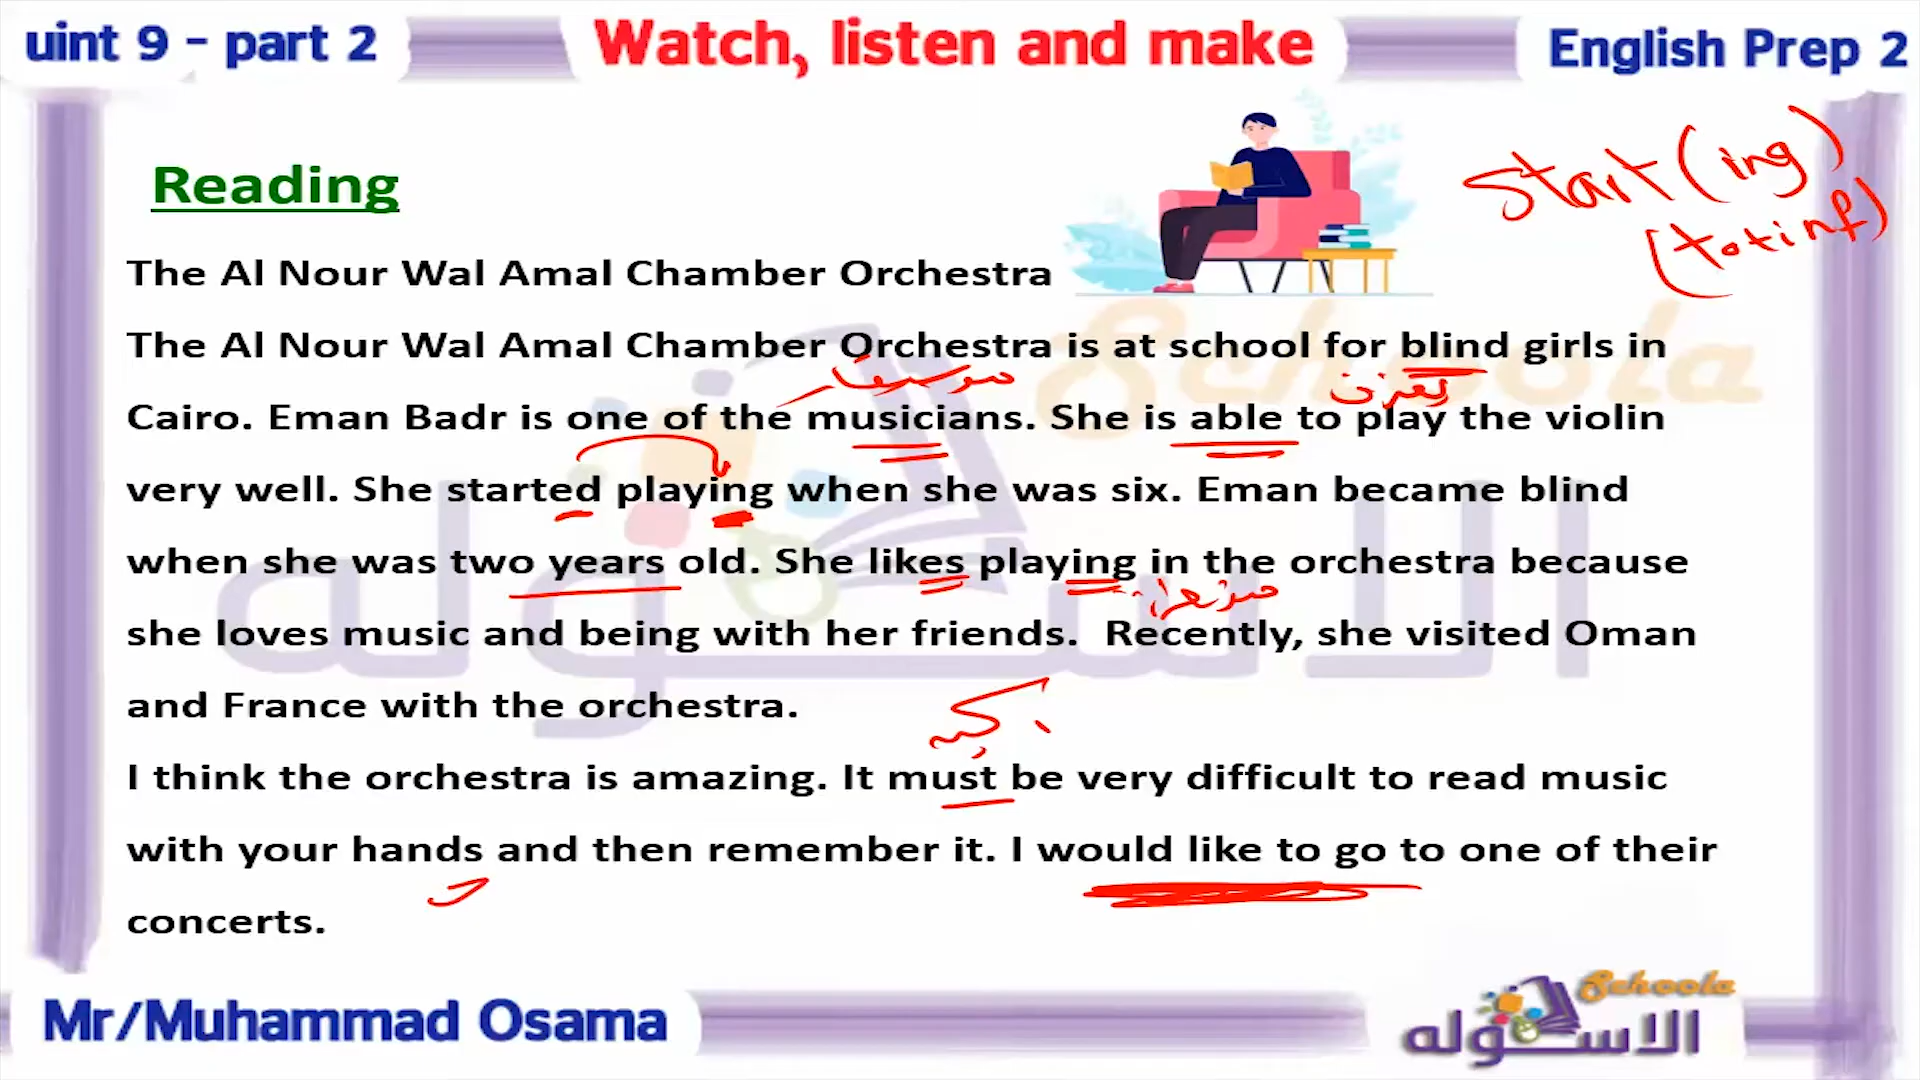 uint 9 - part 2
Watch, listen and make
English Prep 2
start (ing)
(to+inf)
Reading
The Al Nour Wal Amal Chamber Orchestra
The Al Nour Wal Amal Chamber Orchestra is at school for blind girls in
Cairo. Eman Badr is one of the musicians. She is able to play the violin
very well. She started playing when she was six. Eman became blind
when she was two years old. She likes playing in the orchestra because
she loves music and being with her friends. Recently, she visited Oman
and France with the orchestra.
I think the orchestra is amazing. It must be very difficult to read music
with your hands and then remember it. I would like to go to one of their
concerts.
Mr/Muhammad Osama
Schoola
الاسكوله